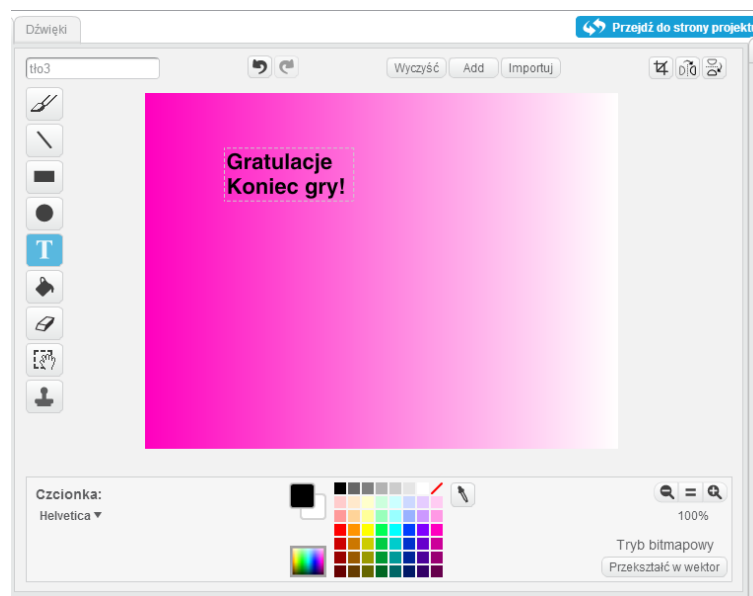 Dźwięki
Przejdź do strony projektu
tło3
Wyczyść Add Importuj
Gratulacje
Koniec gry!
T
Czcionka:
Helvetica
100%
Tryb bitmapowy
Przekształć w wektor